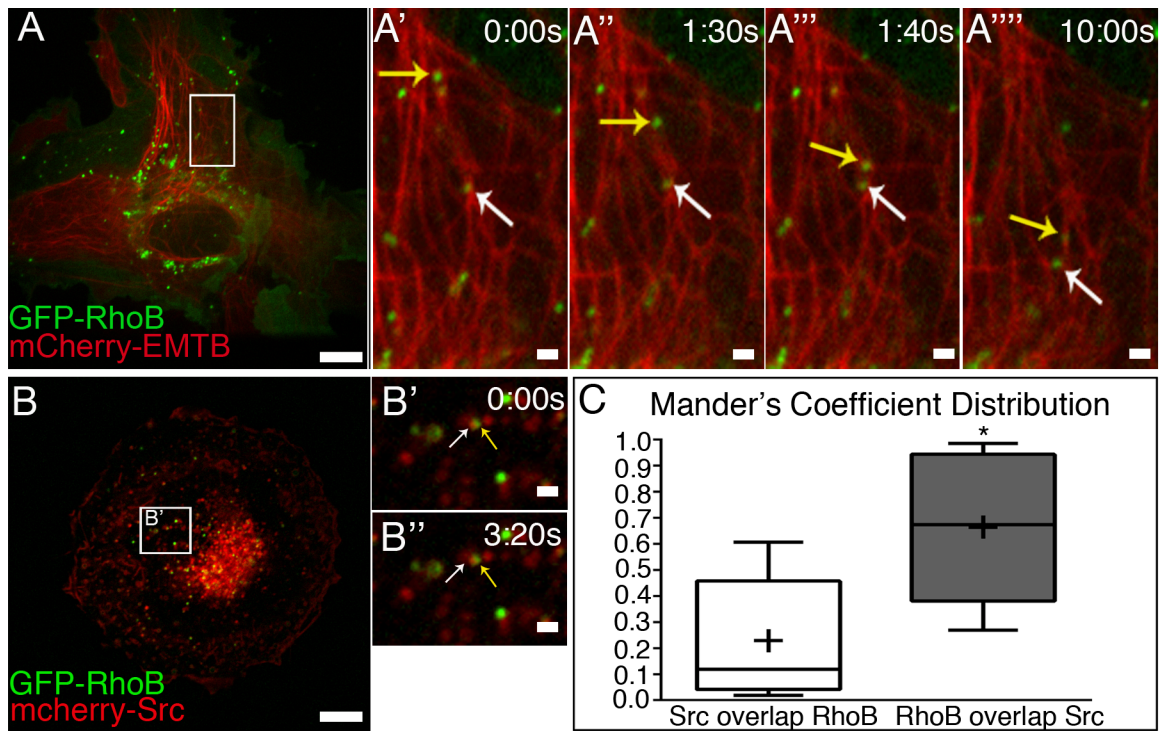 A
GFP-RhoB
mCherry-EMTB
A' 0:00s
A'' 1:30s
A''' 1:40s
A'''' 10:00s
B
B'
GFP-RhoB
mcherry-Src
B' 0:00s
B'' 3:20s
C Mander's Coefficient Distribution
*
1.0
0.9
0.8
0.7
0.6
0.5
0.4
0.3
0.2
0.1
0.0
Src overlap RhoB RhoB overlap Src